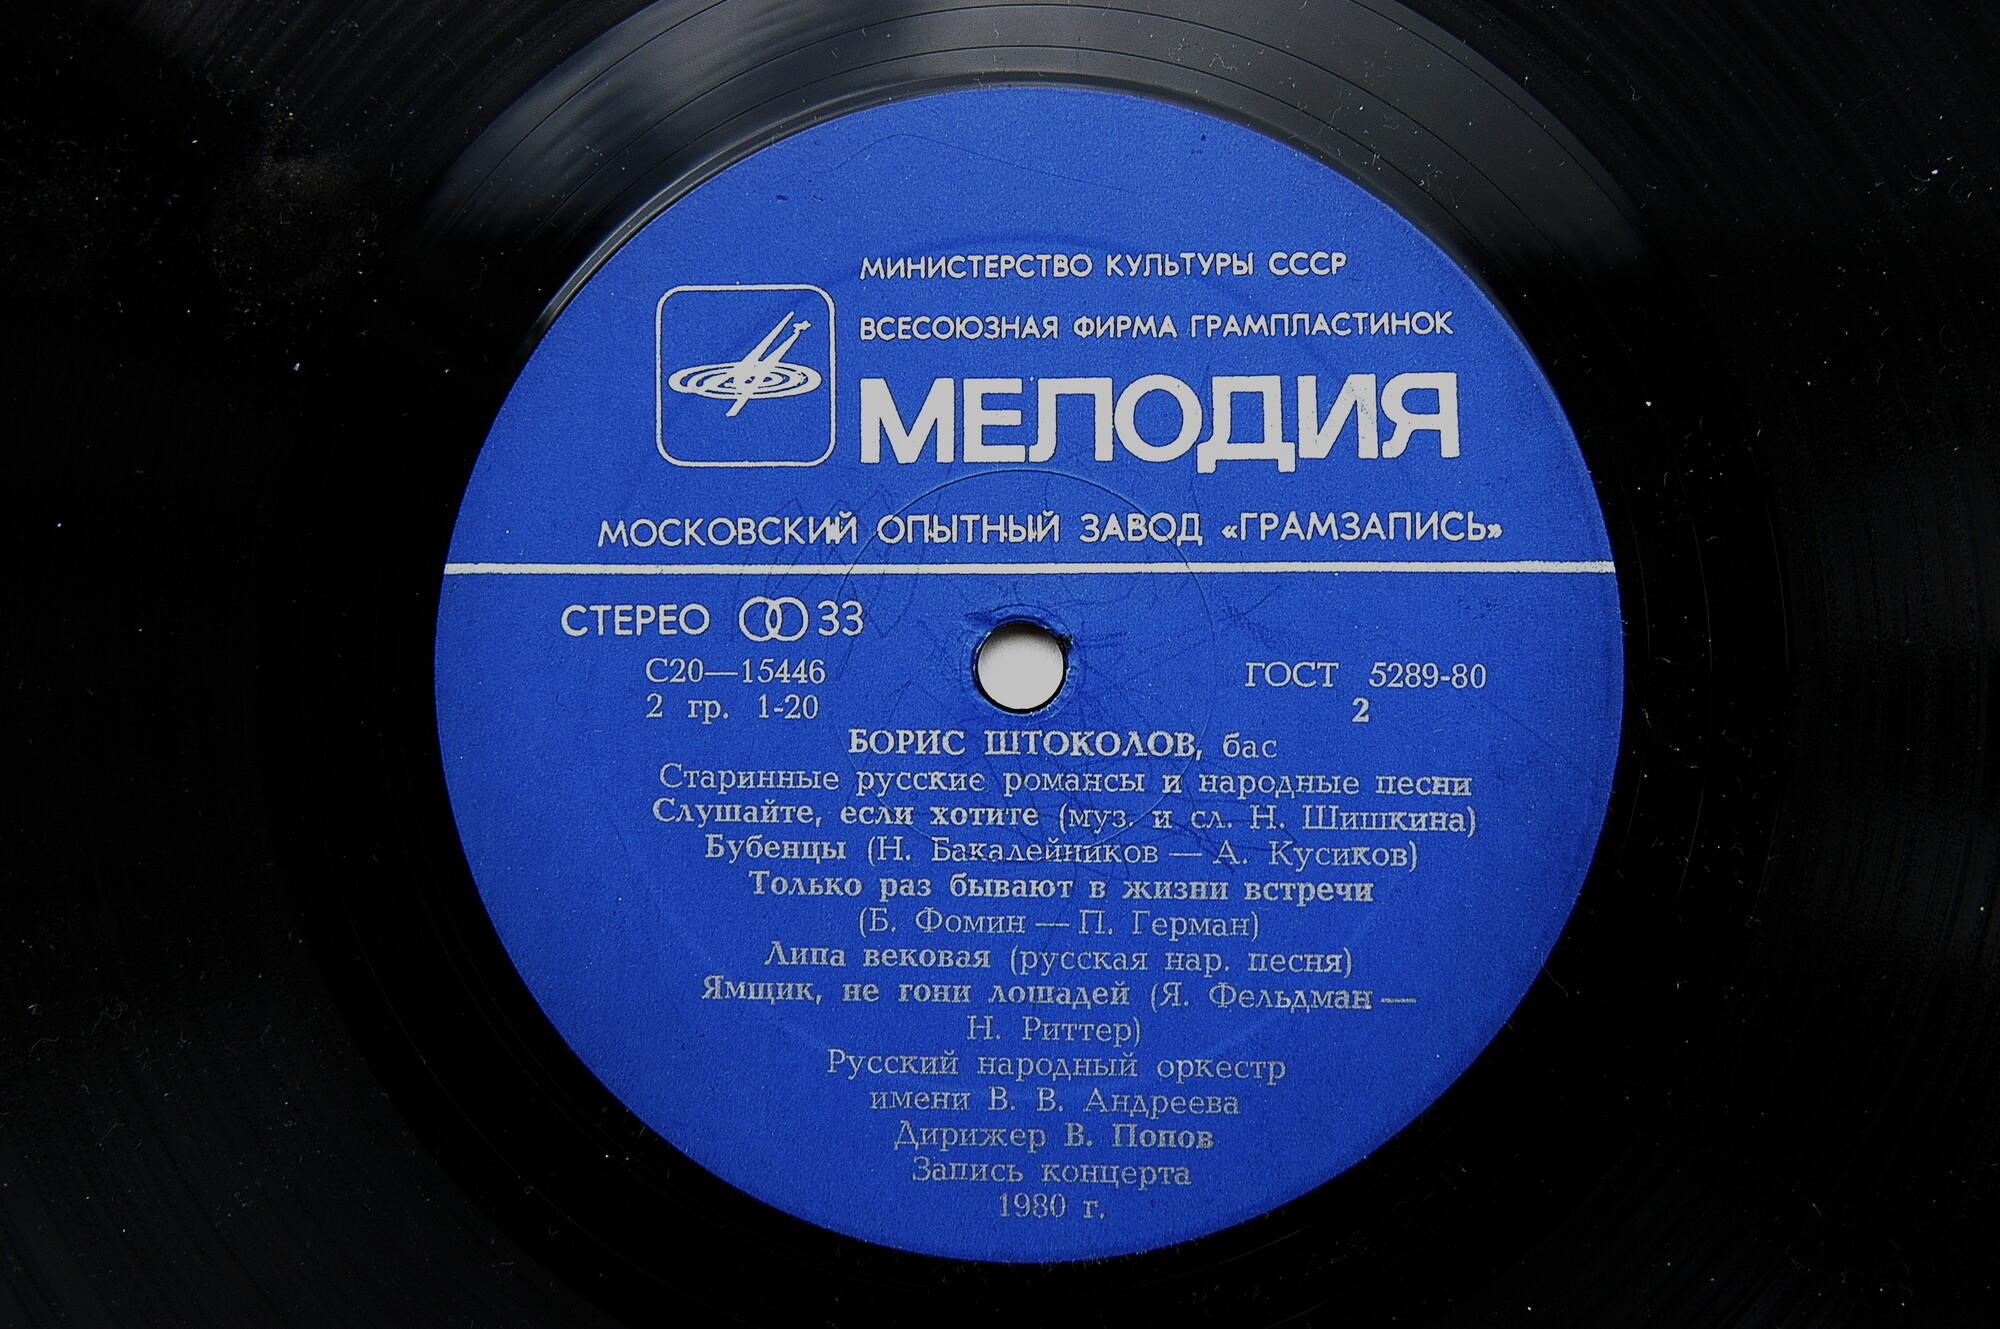 МИНИСТЕРСТВО КУЛЬТУРЫ СССР
ВСЕСОЮЗНАЯ ФИРМА ГРАМПЛАСТИНОК
МЕЛОДИЯ
МОСКОВСКИЙ ОПЫТНЫЙ ЗАВОД «ГРАМЗАПИСЬ»
СТЕРЕО 33
С20—15446
ГОСТ 5289-80
2 гр. 1-20
2
БОРИС ШТОКОЛОВ, бас
Старинные русские романсы и народные песни
Слушайте, если хотите (муз. и сл. Н. Шишкина)
Бубенцы (Н. Бакалейников — А. Кусиков)
Только раз бывают в жизни встречи
(Б. Фомин — П. Герман)
Липа вековая (русская нар. песня)
Ямщик, не гони лошадей (Я. Фельдман —
Н. Риттер)
Русский народный оркестр
имени В. В. Андреева
Дирижер В. Попов
Запись концерта
1980 г.